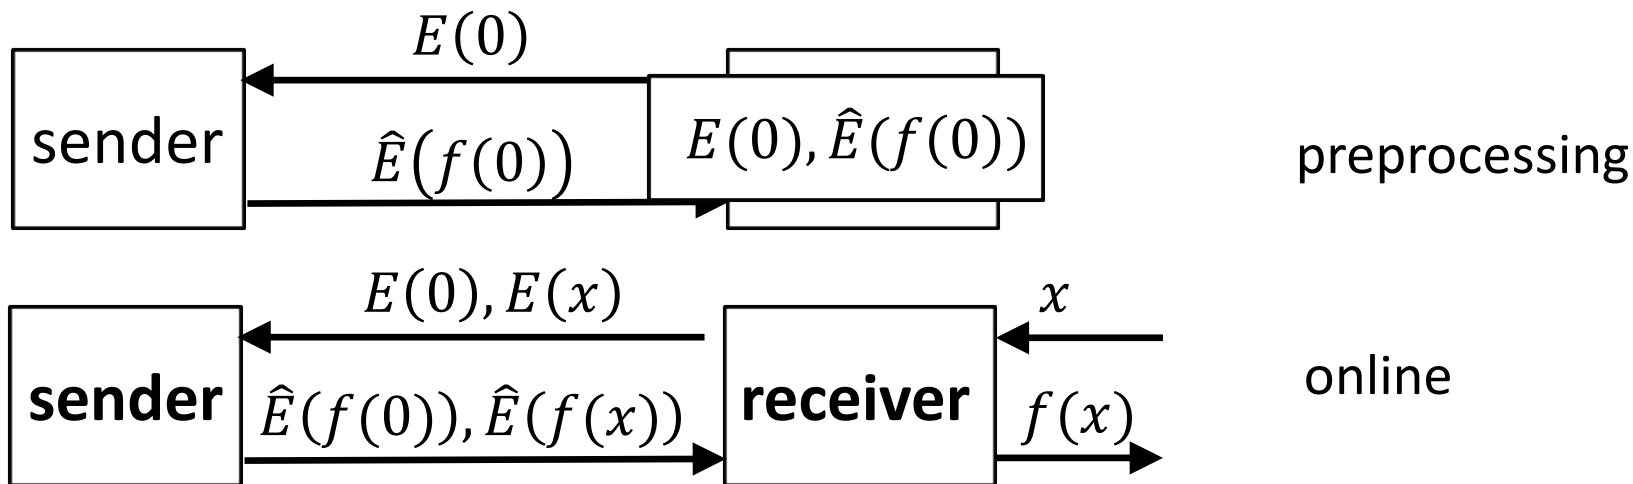 E(0)
sender
Ê(f(0))
E(0), Ê(f(0))
preprocessing
E(0), E(x)
x
sender
Ê(f(0)), Ê(f(x))
receiver
f(x)
online